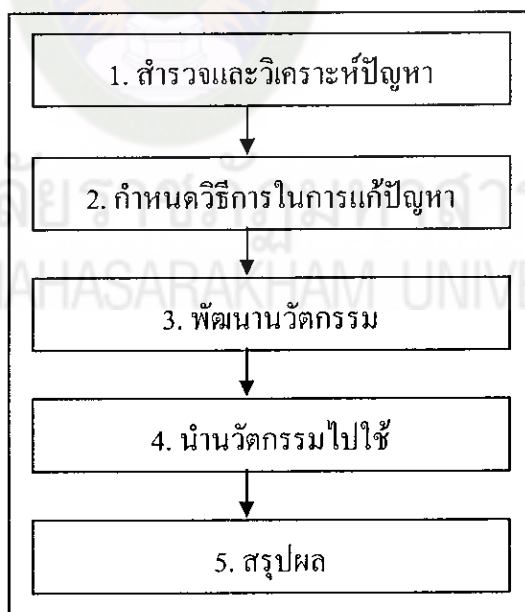 1. สำรวจและวิเคราะห์ปัญหา
2. กำหนดวิธีการในการแก้ปัญหา
3. พัฒนานวัตกรรม
MAHASARAKHAM UNIVE
4. นำนวัตกรรมไปใช้
5. สรุปผล